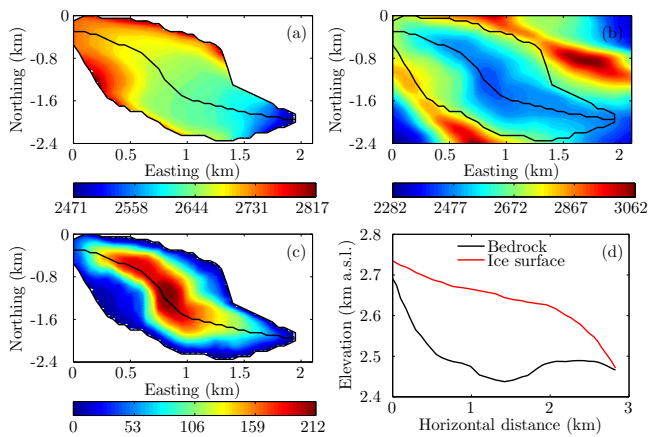 0
-0.8
-1.6
-2.4
Northing (km)
(a)
0 0.5 1 1.5 2
Easting (km)
2471 2558 2644 2731 2817
0
-0.8
-1.6
-2.4
Northing (km)
(b)
0 0.5 1 1.5 2
Easting (km)
2282 2477 2672 2867 3062
0
-0.8
-1.6
-2.4
Northing (km)
(c)
0 0.5 1 1.5 2
Easting (km)
0 53 106 159 212
2.8
2.7
2.6
2.5
2.4
Elevation (km a.s.l.)
Bedrock
Ice surface
(d)
0 1 2 3
Horizontal distance (km)